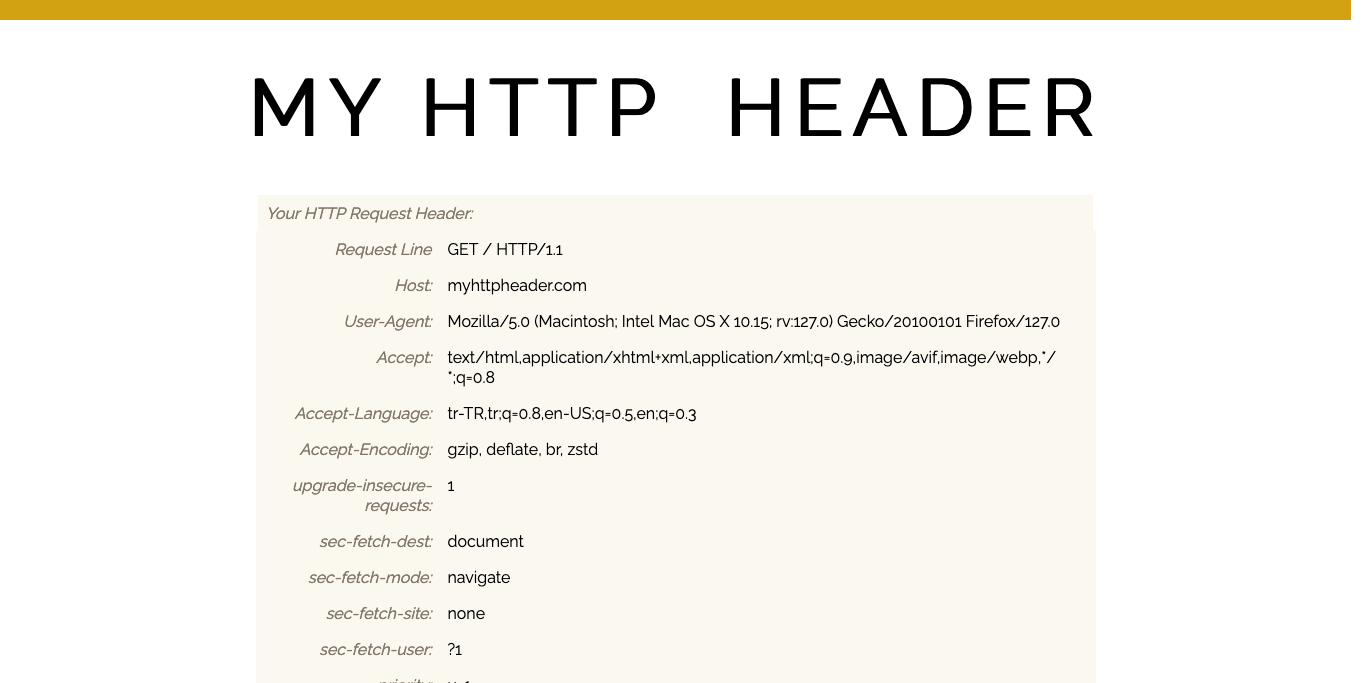 MY HTTP HEADER
Your HTTP Request Header:
Request Line GET / HTTP/1.1
Host: myhttpheader.com
User-Agent: Mozilla/5.0 (Macintosh; Intel Mac OS X 10.15; rv:127.0) Gecko/20100101 Firefox/127.0
Accept: text/html,application/xhtml+xml,application/xml;q=0.9,image/avif,image/webp,*/
*;q=0.8
Accept-Language: tr-TR,tr;q=0.8,en-US;q=0.5,en;q=0.3
Accept-Encoding: gzip, deflate, br, zstd
upgrade-insecure- 1
requests:
sec-fetch-dest: document
sec-fetch-mode: navigate
sec-fetch-site: none
sec-fetch-user: ?1